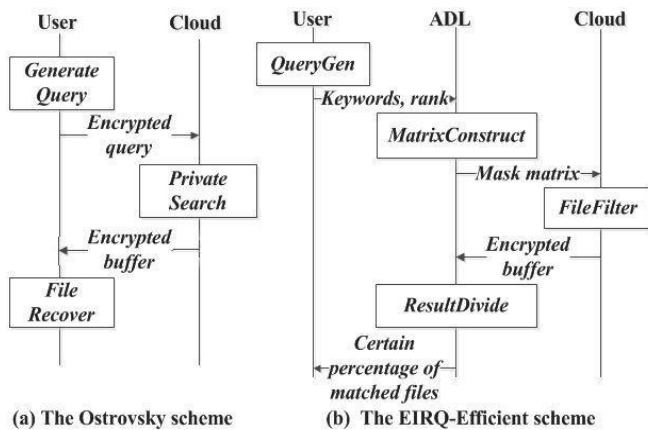 User
Cloud
Generate
Query
Encrypted
query
Private
Search
Encrypted
buffer
File
Recover
(a) The Ostrovsky scheme
User
ADL
Cloud
QueryGen
Keywords, rank
MatrixConstruct
Mask matrix
FileFilter
Encrypted
buffer
ResultDivide
Certain
percentage of
matched files
(b) The EIRQ-Efficient scheme